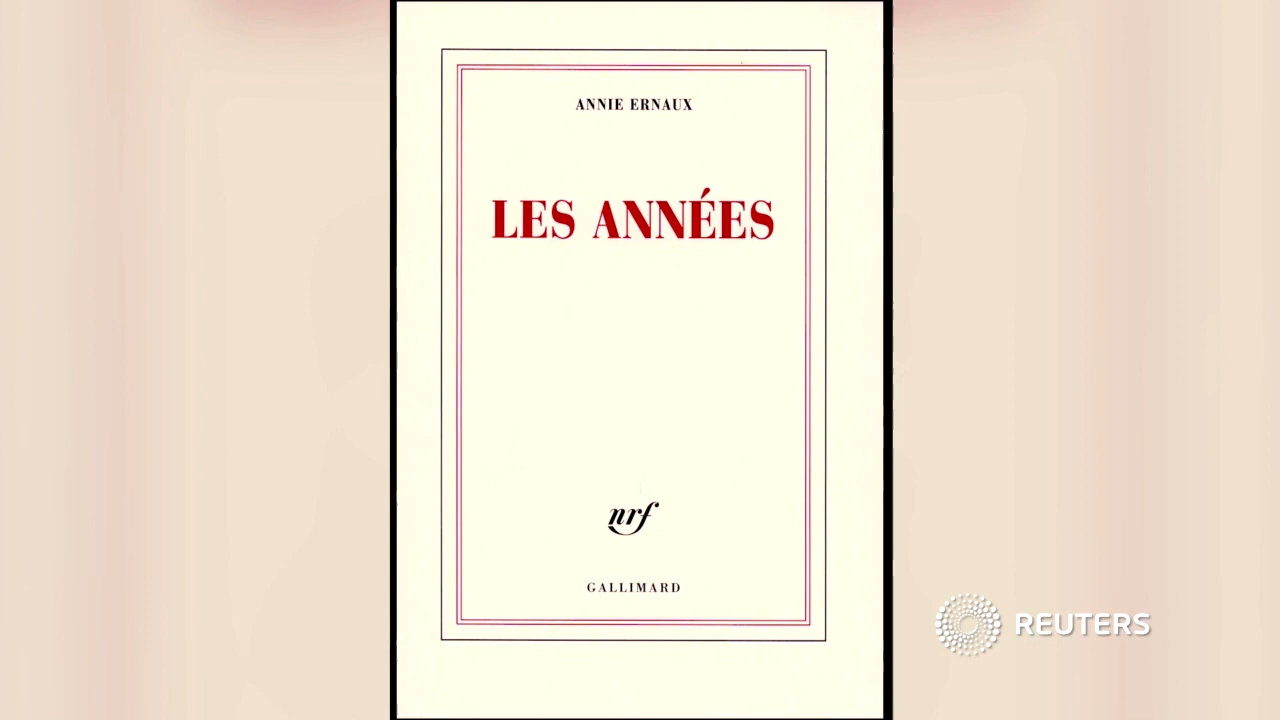 ANNIE ERNAUX
LES ANNÉES
nrf
GALLIMARD
REUTERS